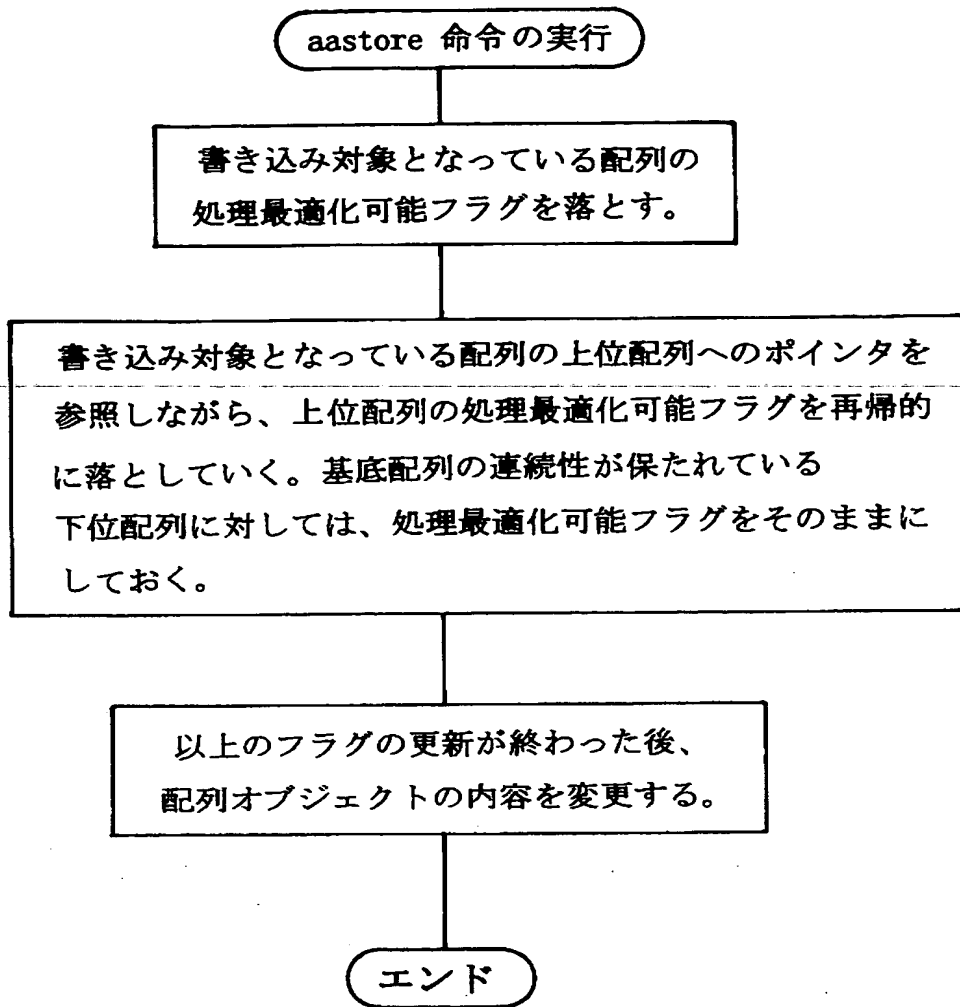 aastore 命令の実行
書き込み対象となっている配列の
処理最適化可能フラグを落とす。
書き込み対象となっている配列の上位配列へのポインタを
参照しながら、上位配列の処理最適化可能フラグを再帰的
に落としていく。基底配列の連続性が保たれている
下位配列に対しては、処理最適化可能フラグをそのままに
しておく。
以上のフラグの更新が終わった後、
配列オブジェクトの内容を変更する。
エンド